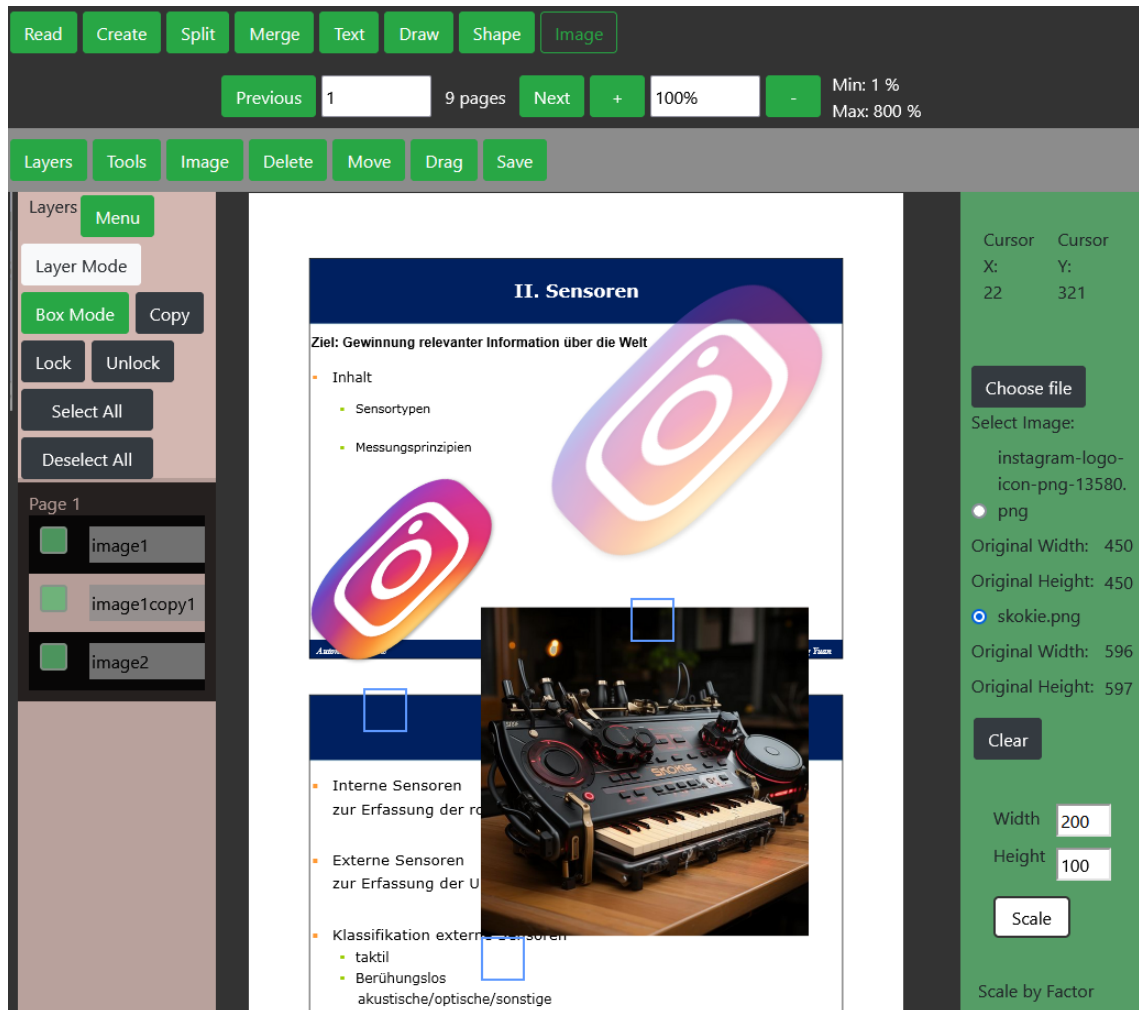 Read Create Split Merge Text Draw Shape Image
Previous 1 9 pages Next + 100% - Min: 1 %
Max: 800 %
Layers Tools Image Delete Move Drag Save
Layers Menu
Layer Mode
Box Mode Copy
Lock Unlock
Select All
Deselect All
Page 1
image1
image1copy1
image2
II. Sensoren
Ziel: Gewinnung relevanter Information über die Welt
Inhalt
Sensortypen
Messungsprinzipien
Yuan
SKOKIE
Interne Sensoren
zur Erfassung der
Externe Sensoren
zur Erfassung der
Klassifikation externe Sensoren
taktil
Berühungslos
akustische/optische/sonstige
Cursor Cursor
X: Y:
22 321
Choose file
Select Image:
instagram-logo-
icon-png-13580.
png
Original Width: 450
Original Height: 450
skokie.png
Original Width: 596
Original Height: 597
Clear
Width 200
Height 100
Scale
Scale by Factor